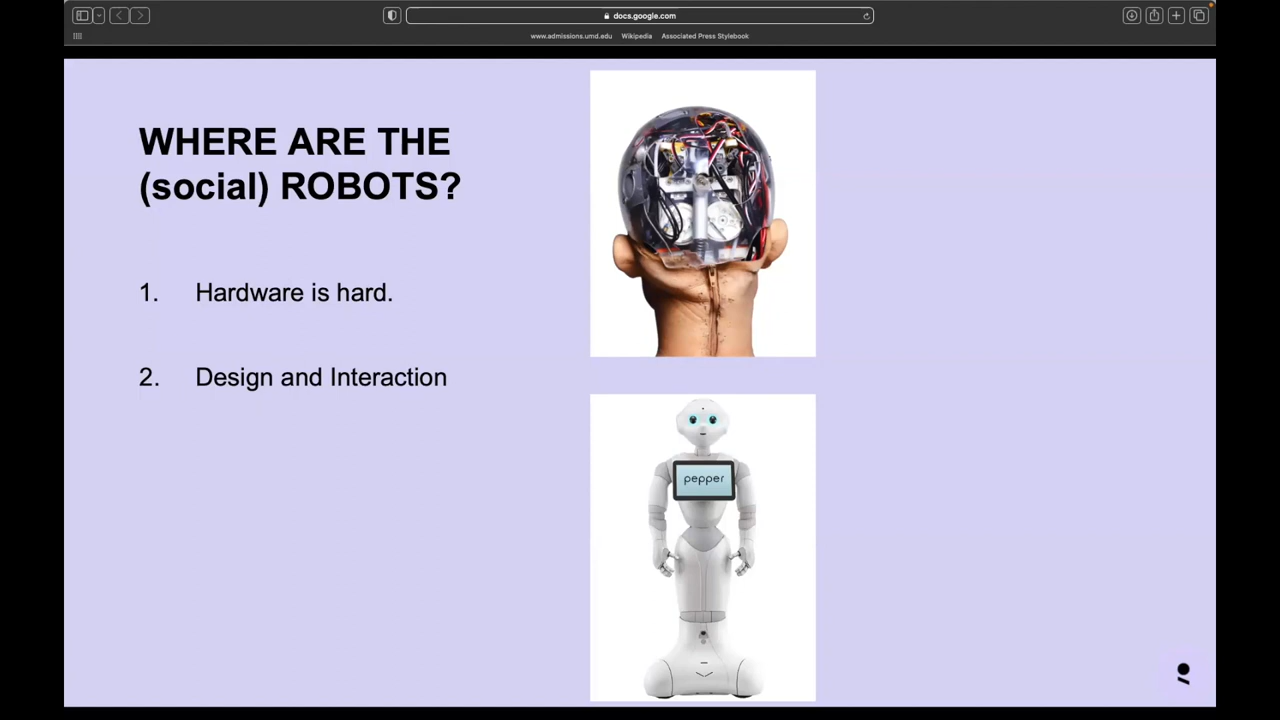 docs.google.com
www.admissions.umd.edu Wikipedia Associated Press Stylebook
WHERE ARE THE
(social) ROBOTS?
1. Hardware is hard.
2. Design and Interaction
pepper